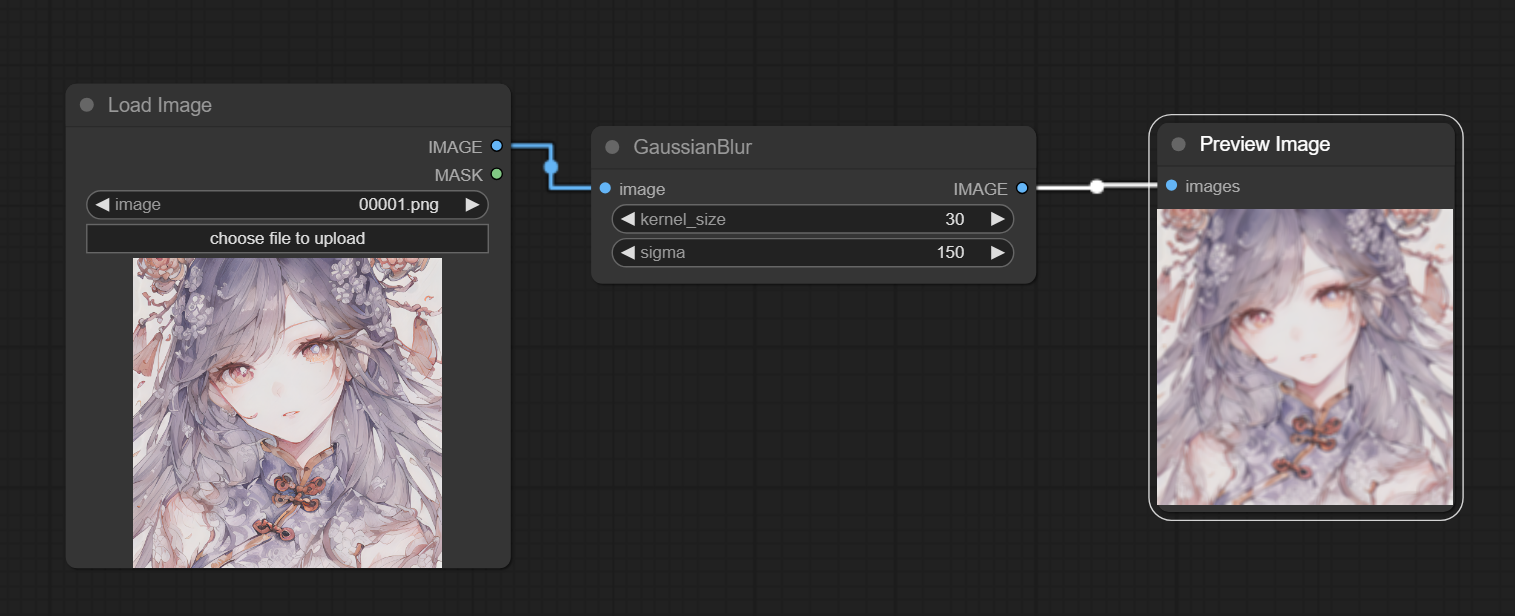 Load Image
IMAGE
MASK
image 00001.png
choose file to upload
GaussianBlur
image IMAGE
kernel_size 30
sigma 150
Preview Image
images